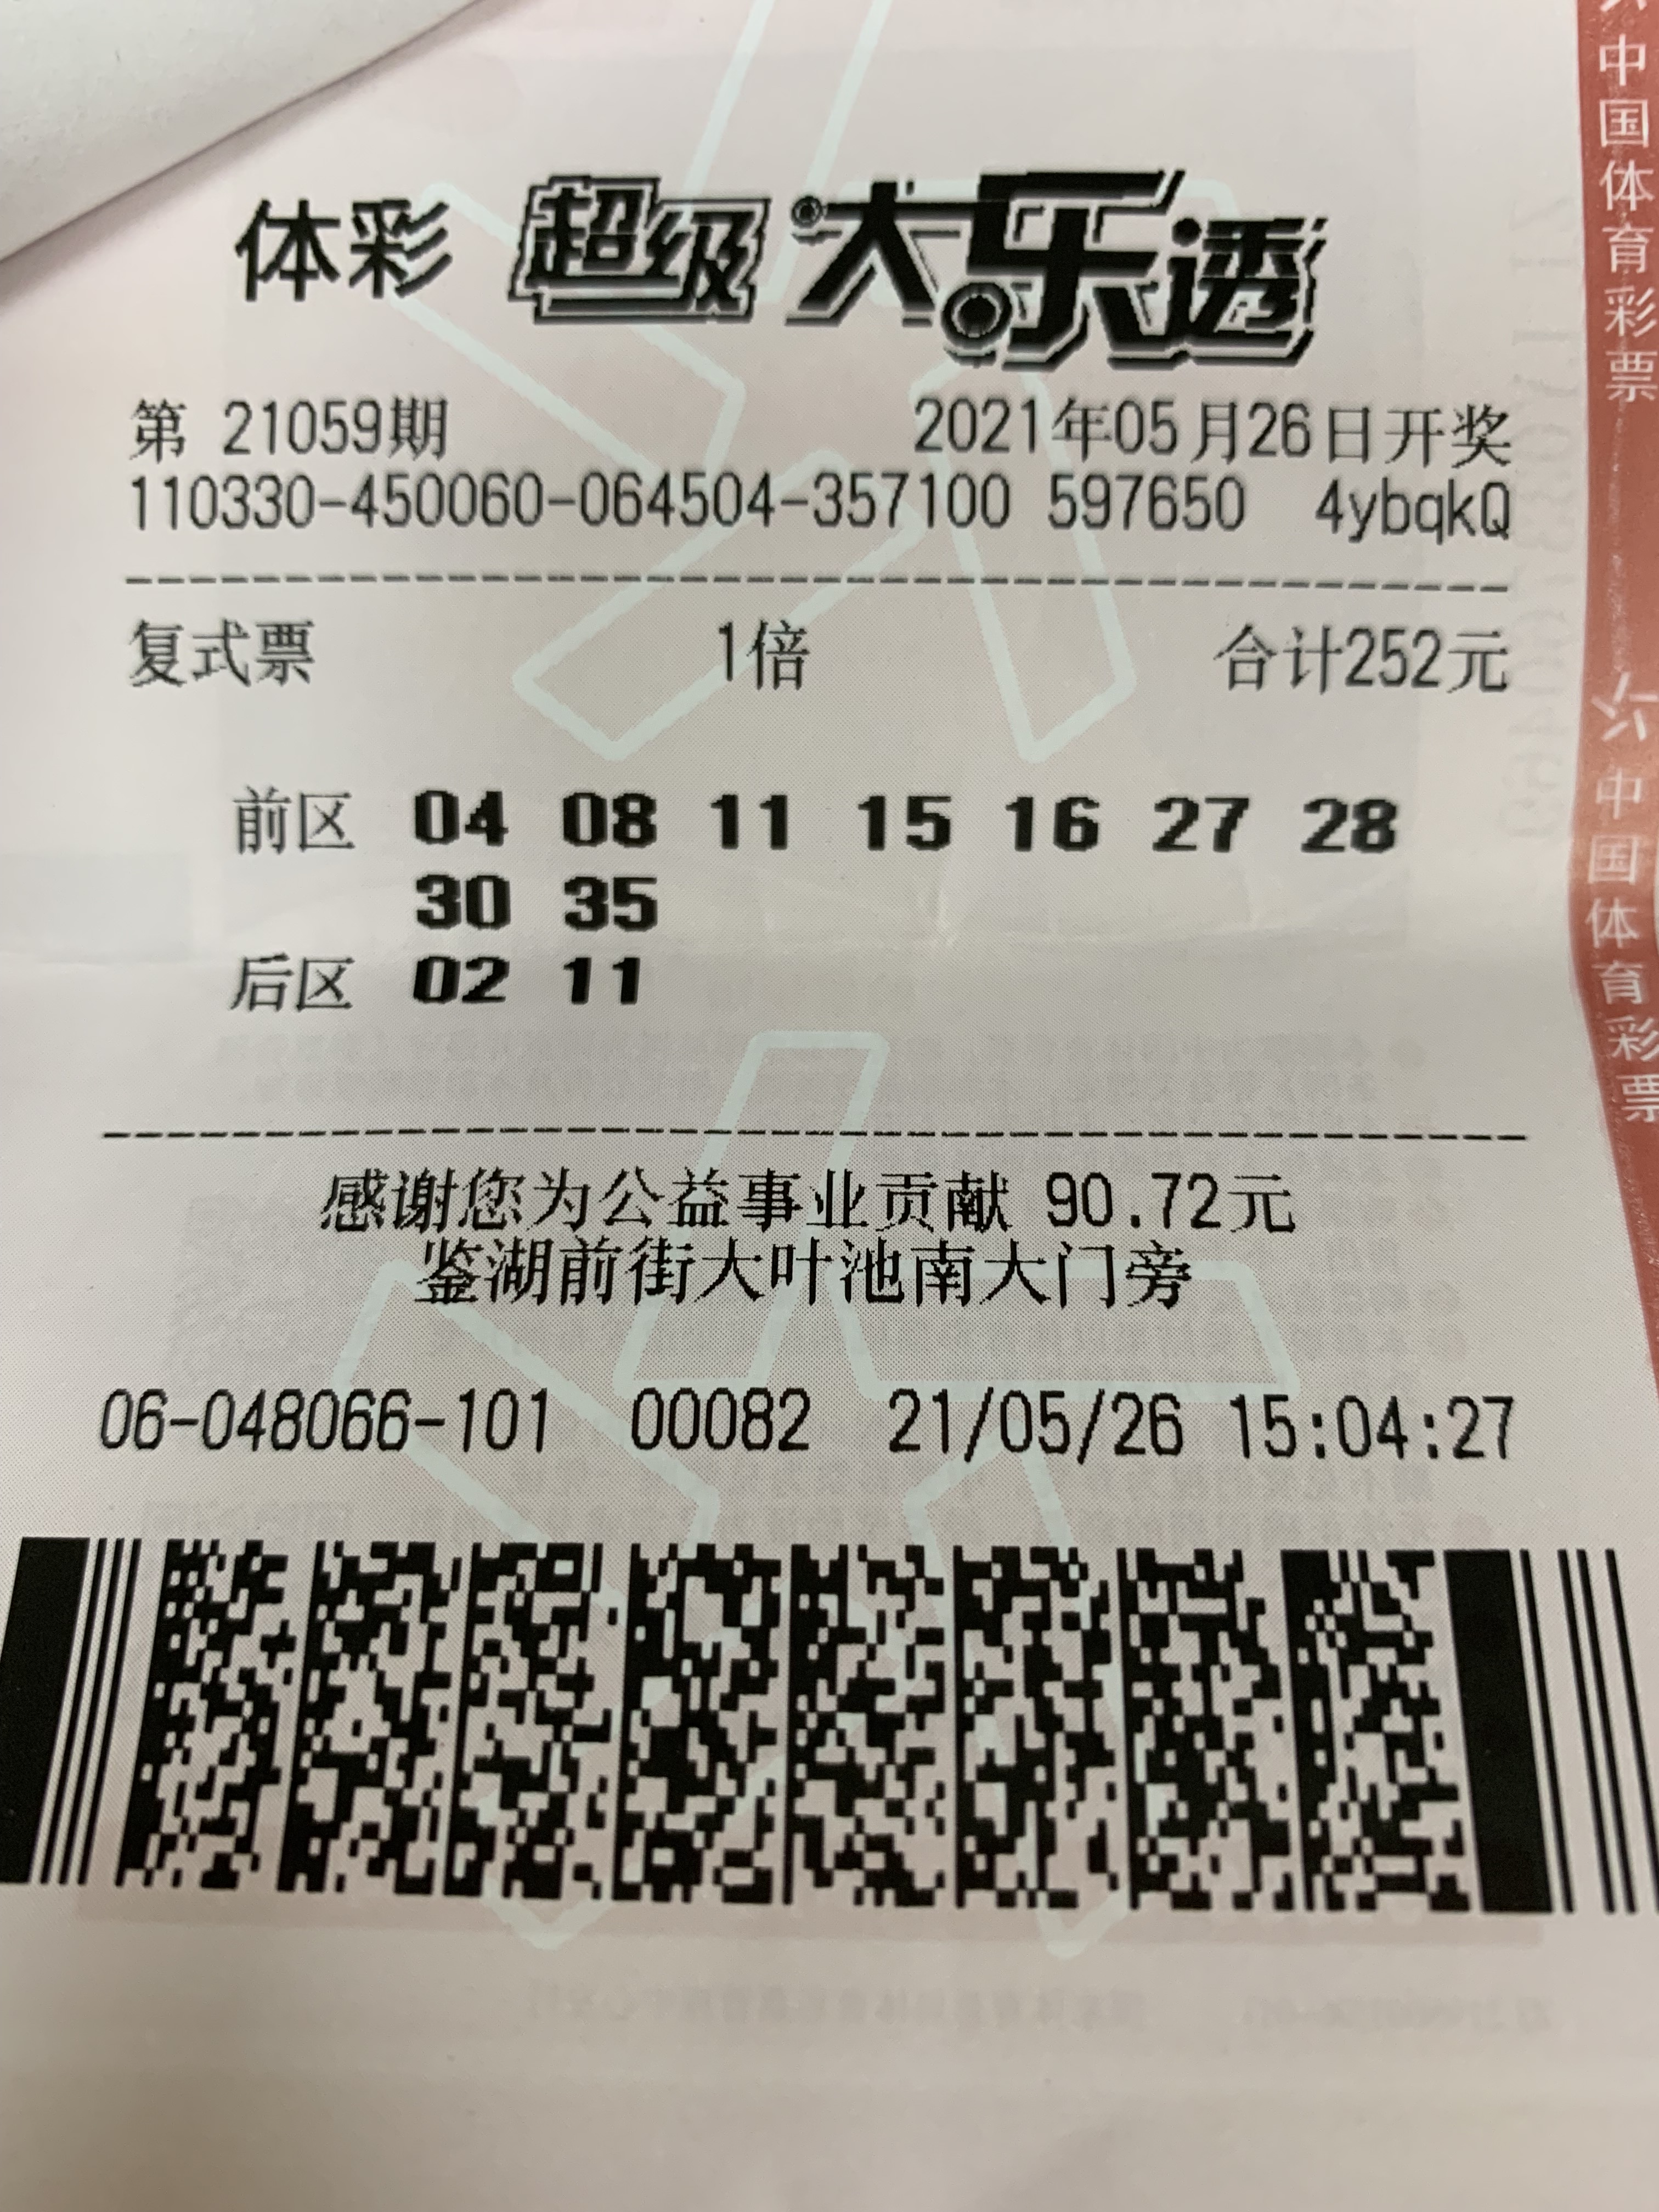 体彩 超级大乐透
第 21059期 2021年05月26日开奖
110330-450060-064504-357100 597650 4ybqkQ
复式票 1倍 合计252元
前区 04 08 11 15 16 27 28
30 35
后区 02 11
感谢您为公益事业贡献 90.72元
鉴湖前街大叶池南大门旁
06-048066-101 00082 21/05/26 15:04:27
中国体育彩票
中国体育彩票